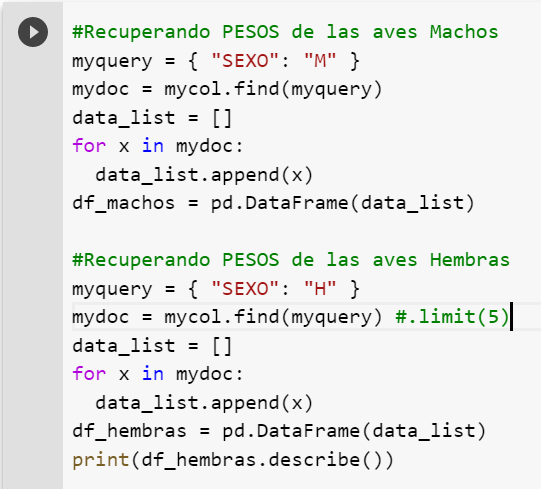 #Recuperando PESOS de las aves Machos
myquery = { "SEXO": "M" }
mydoc = mycol.find(myquery)
data_list = []
for x in mydoc:
  data_list.append(x)
df_machos = pd.DataFrame(data_list)

#Recuperando PESOS de las aves Hembras
myquery = { "SEXO": "H" }
mydoc = mycol.find(myquery) #.limit(5)
data_list = []
for x in mydoc:
  data_list.append(x)
df_hembras = pd.DataFrame(data_list)
print(df_hembras.describe())